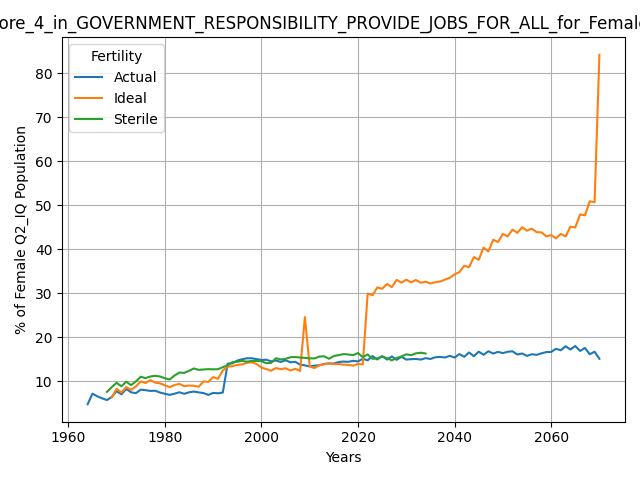 ore_4_in_GOVERNMENT_RESPONSIBILITY_PROVIDE_JOBS_FOR_ALL_for_Female
Fertility
Actual
Ideal
Sterile
% of Female Q2_IQ Population
80
70
60
50
40
30
20
10
1960 1980 2000 2020 2040 2060
Years